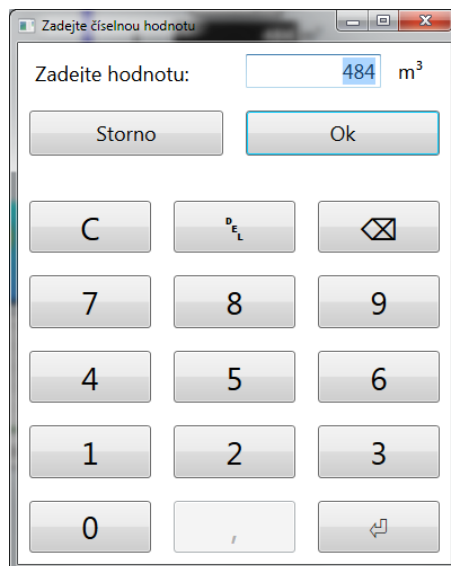 Zadejte číselnou hodnotu
Zadejte hodnotu: 484 m³
Storno Ok
C ␡ ⌫
7 8 9
4 5 6
1 2 3
0 , ⏎